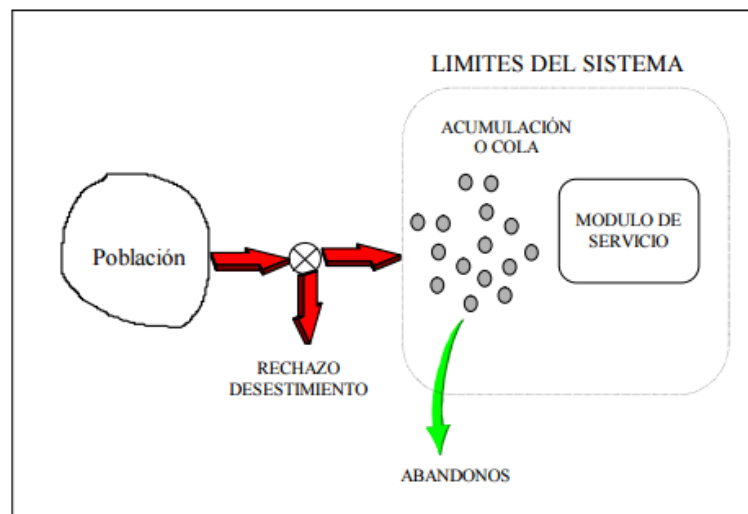 LIMITES DEL SISTEMA
ACUMULACIÓN
O COLA
MODULO DE
SERVICIO
Población
RECHAZO
DESESTIMIENTO
ABANDONOS